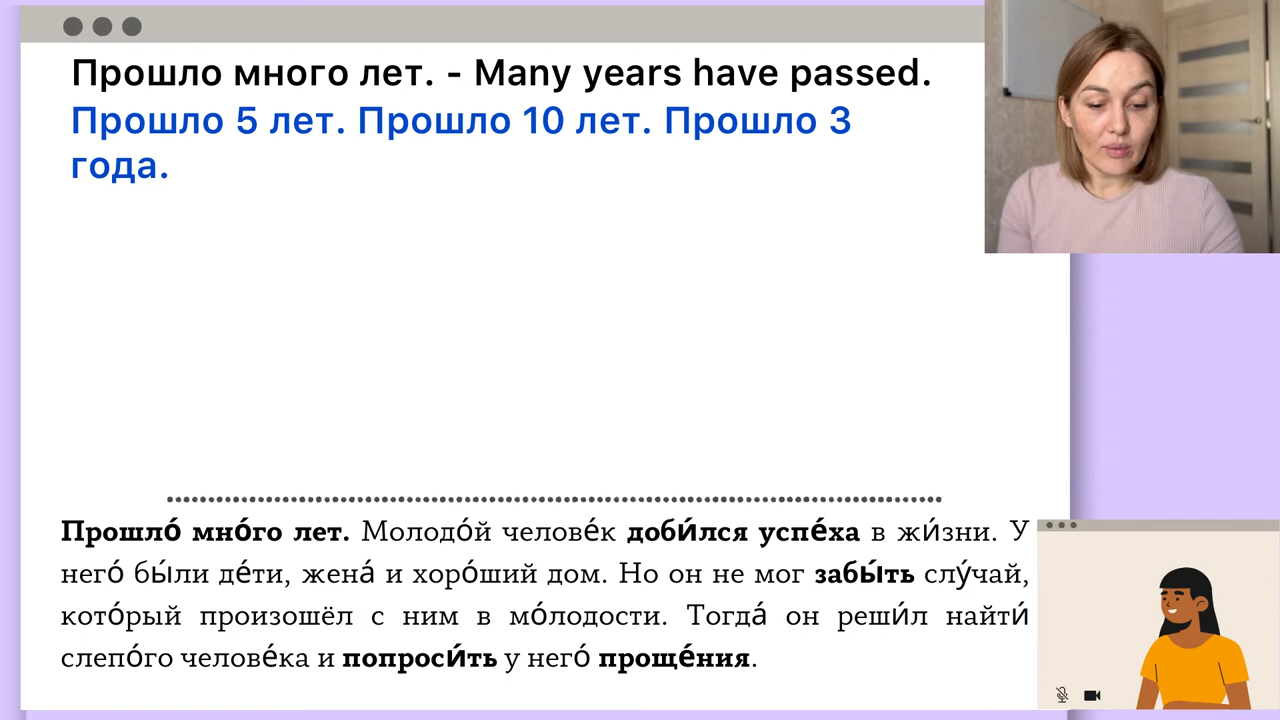 Прошло много лет. - Many years have passed.
Прошло 5 лет. Прошло 10 лет. Прошло 3
года.
Прошло́ мно́го лет. Молодо́й челове́к доби́лся успе́ха в жи́зни. У
него́ бы́ли де́ти, жена́ и хоро́ший дом. Но он не мог забы́ть слу́чай,
кото́рый произошёл с ним в мо́лодости. Тогда́ он реши́л найти́
слепо́го челове́ка и попроси́ть у него́ проще́ния.